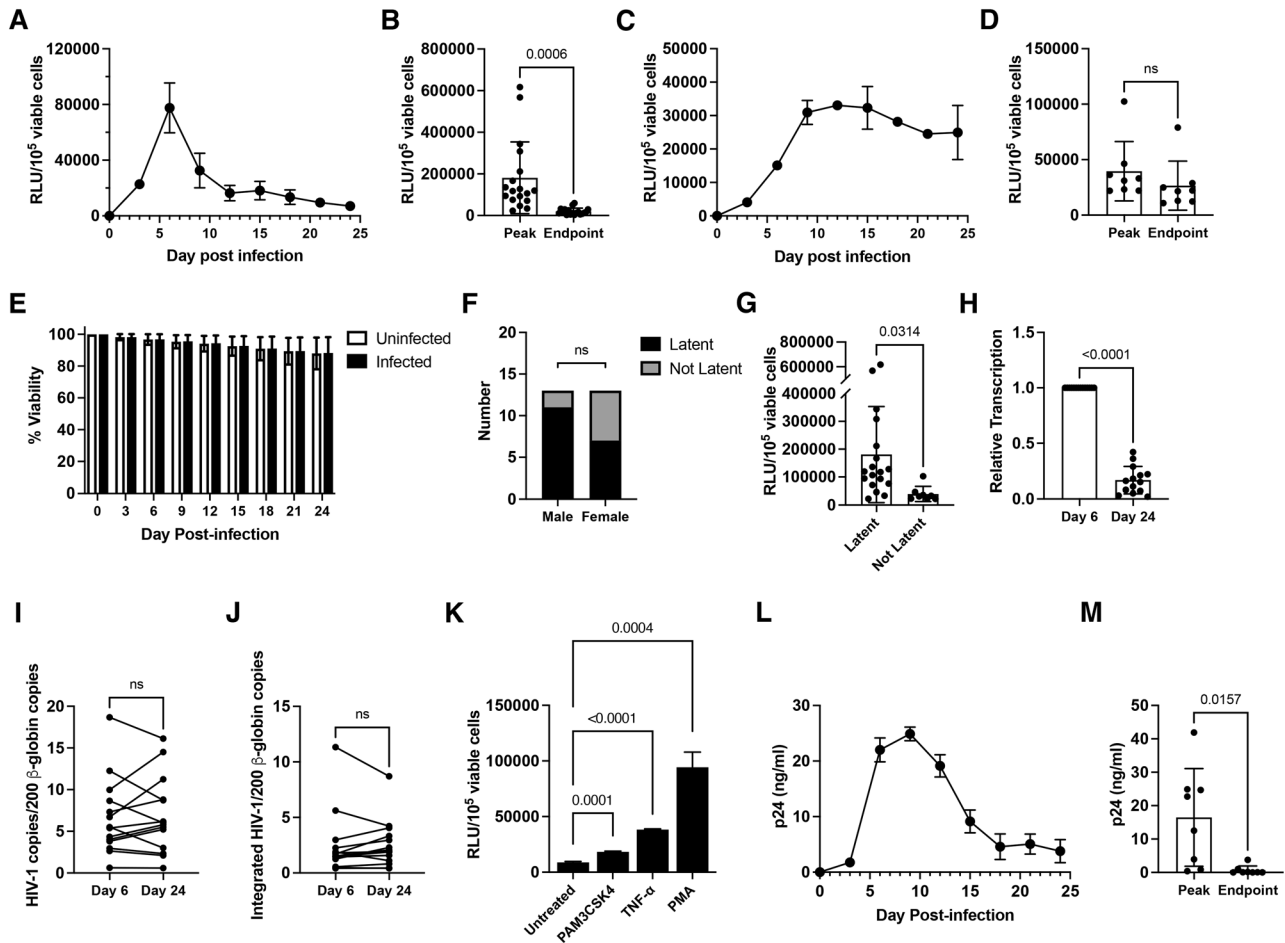 A
RLU/10⁵ viable cells
120000
80000
40000
0
0 5 10 15 20 25
Day post infection
B
RLU/10⁵ viable cells
800000
600000
400000
200000
0
0.0006
Peak Endpoint
C
RLU/10⁵ viable cells
50000
40000
30000
20000
10000
0
0 5 10 15 20 25
Day post infection
D
RLU/10⁵ viable cells
150000
100000
50000
0
ns
Peak Endpoint
E
% Viability
100
80
60
40
20
0
0 3 6 9 12 15 18 21 24
Day Post-infection
Uninfected
Infected
F
Number
20
15
10
5
0
ns
Male Female
Latent
Not Latent
G
RLU/10⁵ viable cells
800000
600000
400000
300000
200000
100000
0
0.0314
Latent
Not Latent
H
Relative Transcription
1.5
1.0
0.5
0.0
<0.0001
Day 6 Day 24
I
HIV-1 copies/200 β-globin copies
20
15
10
5
0
ns
Day 6 Day 24
J
Integrated HIV-1/200 β-globin copies
15
10
5
0
ns
Day 6 Day 24
K
RLU/10⁵ viable cells
150000
100000
50000
0
0.0004
<0.0001
0.0001
Untreated
PAM3CSK4
TNF-α
PMA
L
p24 (ng/ml)
30
20
10
0
0 5 10 15 20 25
Day Post-infection
M
p24 (ng/ml)
50
40
30
20
10
0
0.0157
Peak Endpoint